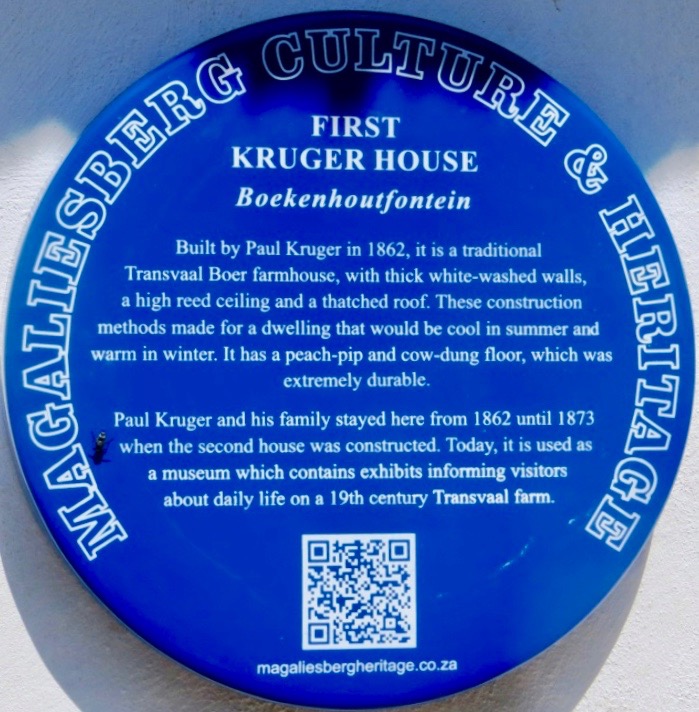 MAGALIESBERG CULTURE & HERITAGE
FIRST
KRUGER HOUSE
Boekenhoutfontein
Built by Paul Kruger in 1862, it is a traditional
Transvaal Boer farmhouse, with thick white-washed walls,
a high reed ceiling and a thatched roof. These construction
methods made for a dwelling that would be cool in summer and
warm in winter. It has a peach-pip and cow-dung floor, which was
extremely durable.
Paul Kruger and his family stayed here from 1862 until 1873
when the second house was constructed. Today, it is used as
a museum which contains exhibits informing visitors
about daily life on a 19th century Transvaal farm.
magaliesbergheritage.co.za